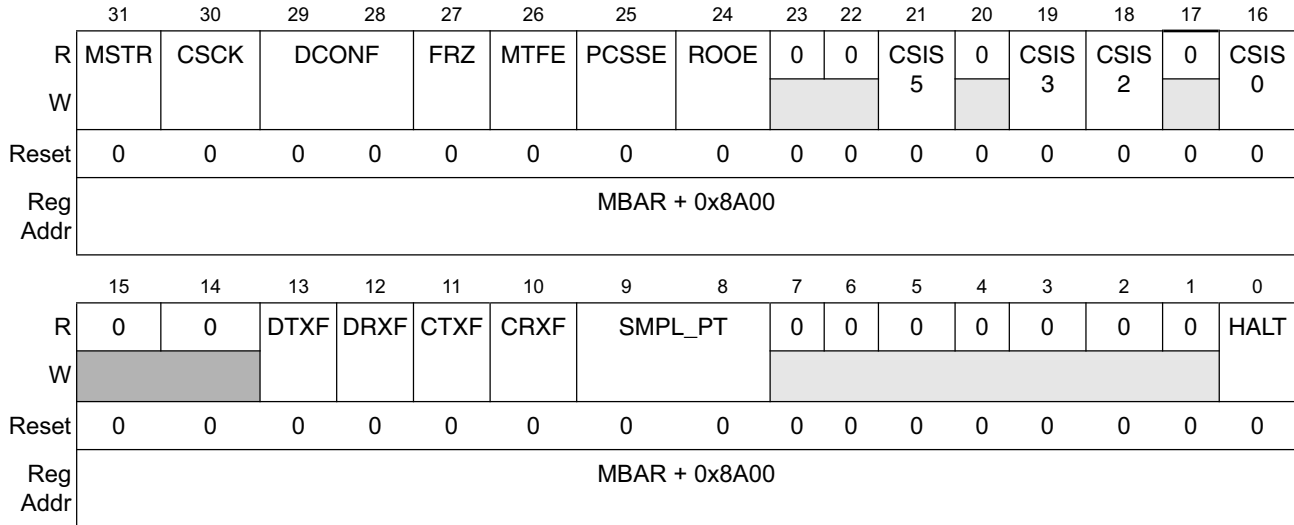 31 30 29 28 27 26 25 24 23 22 21 20 19 18 17 16
R MSTR CSCK DCONF FRZ MTFE PCSSE ROOE 0 0 CSIS 0 CSIS CSIS 0 CSIS
5 3 2 0
W
Reset 0 0 0 0 0 0 0 0 0 0 0 0 0 0 0 0
Reg MBAR + 0x8A00
Addr
15 14 13 12 11 10 9 8 7 6 5 4 3 2 1 0
R 0 0 DTXF DRXF CTXF CRXF SMPL_PT 0 0 0 0 0 0 0 HALT
W
Reset 0 0 0 0 0 0 0 0 0 0 0 0 0 0 0 0
Reg MBAR + 0x8A00
Addr